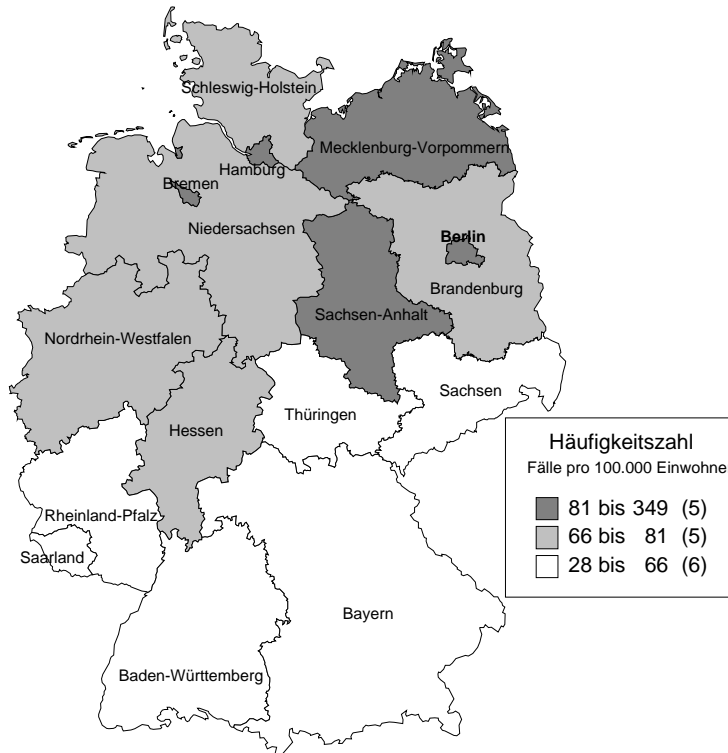 Schleswig-Holstein
Mecklenburg-Vorpommern
Hamburg
Bremen
Niedersachsen
Berlin
Brandenburg
Sachsen-Anhalt
Nordrhein-Westfalen
Sachsen
Thüringen
Hessen
Häufigkeitszahl
Fälle pro 100.000 Einwohne
81 bis 349 (5)
66 bis 81 (5)
28 bis 66 (6)
Rheinland-Pfalz
Saarland
Bayern
Baden-Württemberg